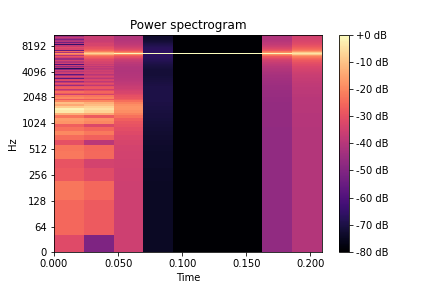 Power spectrogram
Hz
8192
4096
2048
1024
512
256
128
64
0
0.000 0.050 0.100 0.150 0.200
Time
+0 dB
-10 dB
-20 dB
-30 dB
-40 dB
-50 dB
-60 dB
-70 dB
-80 dB